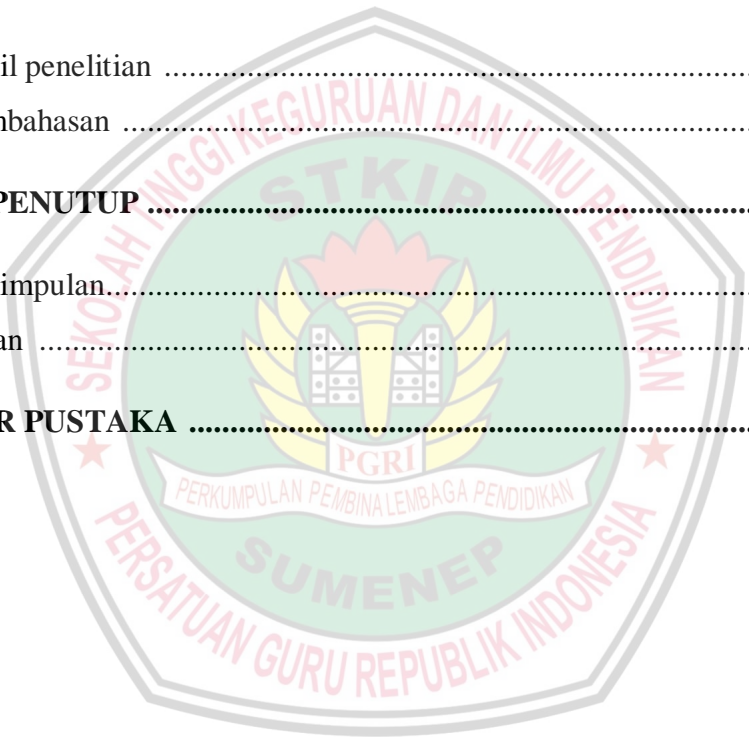 il penelitian ....................................................................................
nbahasan ..........................................................................................
PENUTUP ..........................................................................................
impulan............................................................................................
an ....................................................................................................
R PUSTAKA ......................................................................................
SEKOLAH TINGGI KEGURUAN DAN ILMU PENDIDIKAN
STKIP
PGRI
PERKUMPULAN PEMBINA LEMBAGA PENDIDIKAN
SUMENEP
PERSATUAN GURU REPUBLIK INDONESIA